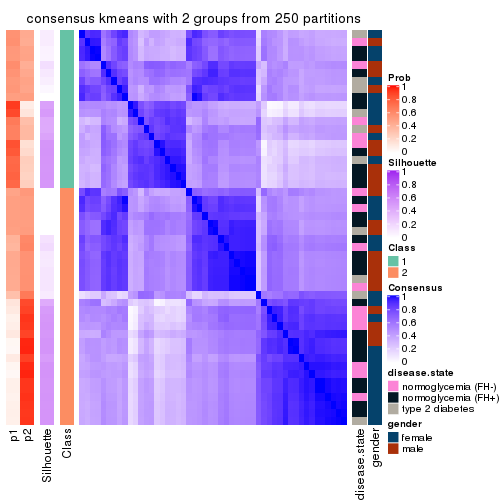 consensus kmeans with 2 groups from 250 partitions
Prob
1
0.8
0.6
0.4
0.2
0
Silhouette
1
0.8
0.6
0.4
0.2
0
Class
1
2
Consensus
1
0.8
0.6
0.4
0.2
0
disease.state
normoglycemia (FH-)
normoglycemia (FH+)
type 2 diabetes
gender
female
male
p1
p2
Silhouette
Class
disease.state
gender